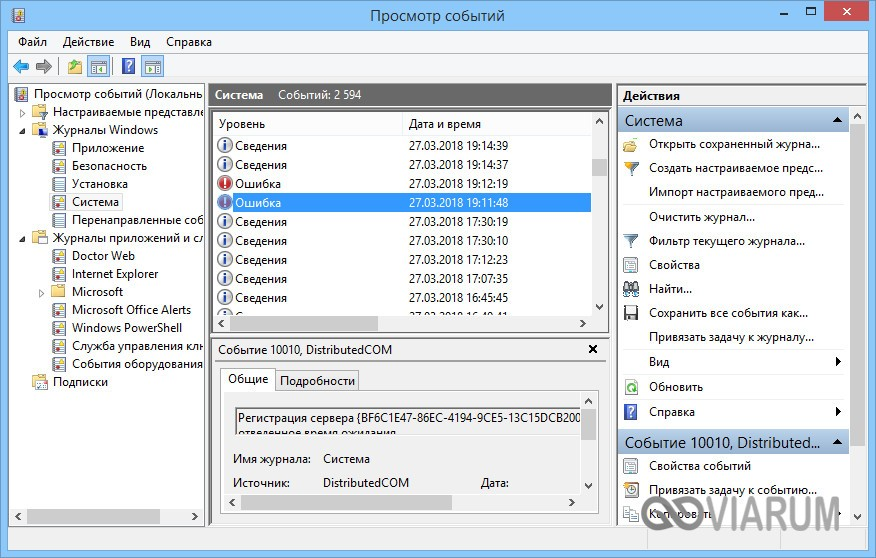 Просмотр событий
Файл Действие Вид Справка
Просмотр событий (Локальнь
Настраиваемые представле
Журналы Windows
Приложение
Безопасность
Установка
Система
Перенаправленные соб
Журналы приложений и сл
Doctor Web
Internet Explorer
Microsoft
Microsoft Office Alerts
Windows PowerShell
Служба управления клю
События оборудования
Подписки
Система Событий: 2 594
Уровень Дата и время
Сведения 27.03.2018 19:14:39
Сведения 27.03.2018 19:14:37
Ошибка 27.03.2018 19:12:19
Ошибка 27.03.2018 19:11:48
Сведения 27.03.2018 17:30:19
Сведения 27.03.2018 17:30:10
Сведения 27.03.2018 17:12:23
Сведения 27.03.2018 17:07:35
Сведения 27.03.2018 16:45:45
Событие 10010, DistributedCOM
Общие Подробности
Регистрация сервера {BF6C1E47-86EC-4194-9CE5-13C15DCB200
отведенное время ожидания
Имя журнала: Система
Источник: DistributedCOM Дата:
Действия
Система
Открыть сохраненный журна...
Создать настраиваемое предс...
Импорт настраиваемого пред...
Очистить журнал...
Фильтр текущего журнала...
Свойства
Найти...
Сохранить все события как...
Привязать задачу к журналу...
Вид
Обновить
Справка
Событие 10010, Distributed...
Свойства событий
Привязать задачу к событию...
Копировать
VIARUM